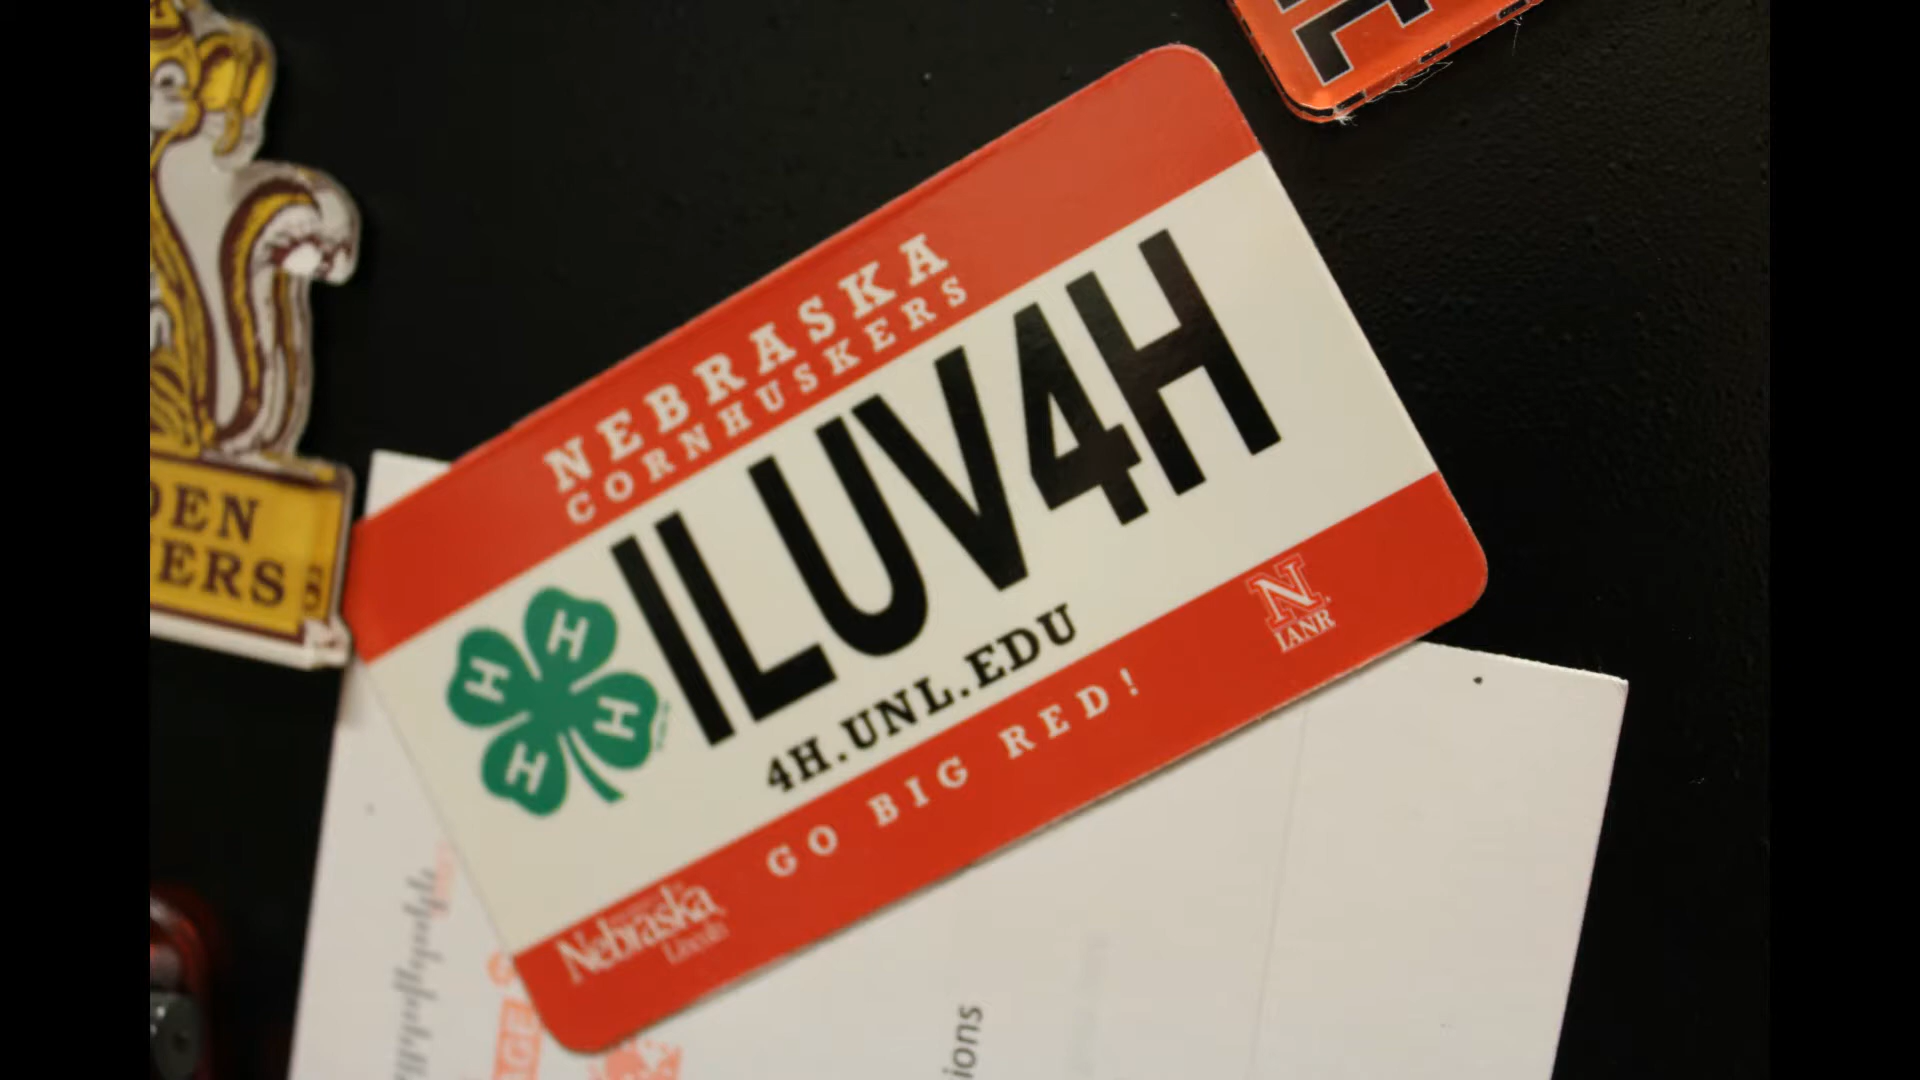 NEBRASKA
CORNHUSKERS
ILUV4H
H H H H
4H.UNL.EDU
GO BIG RED!
N
IANR
Nebraska
Lincoln
DEN
ERS
ions